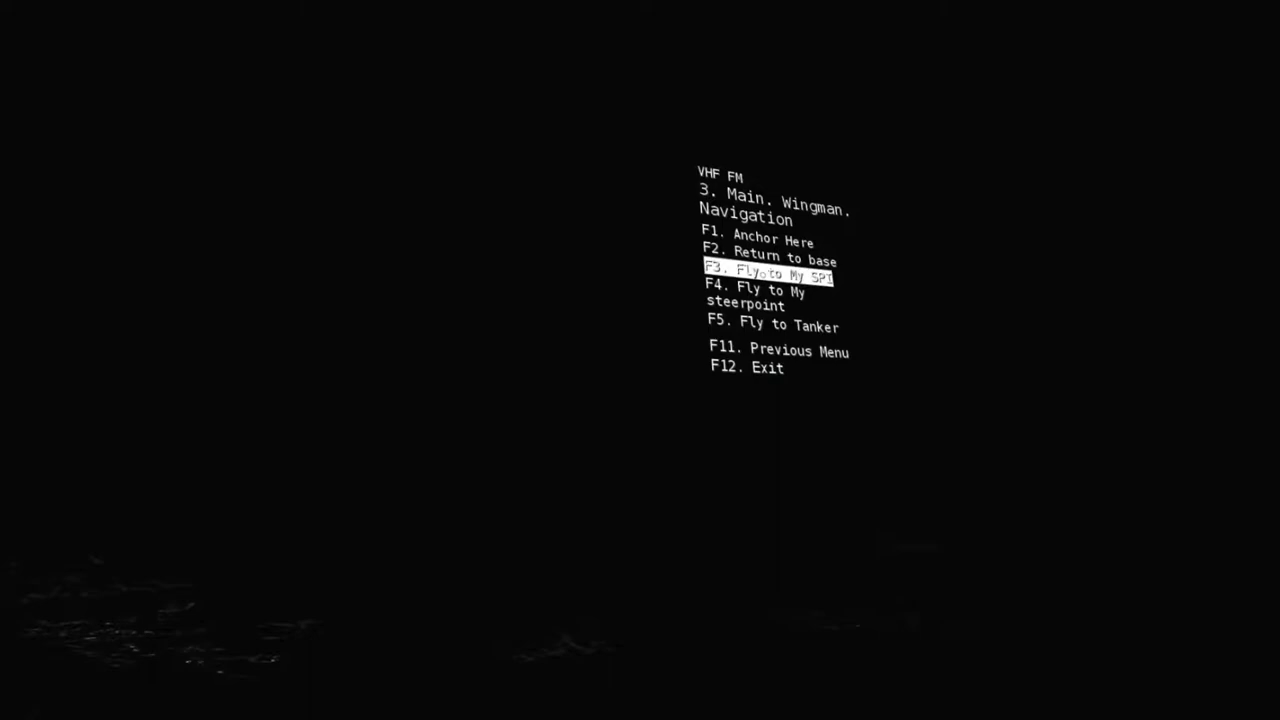 VHF FM
3. Main. Wingman.
Navigation
F1. Anchor Here
F2. Return to base
F3. Fly to My SPI
F4. Fly to My
steerpoint
F5. Fly to Tanker
F11. Previous Menu
F12. Exit